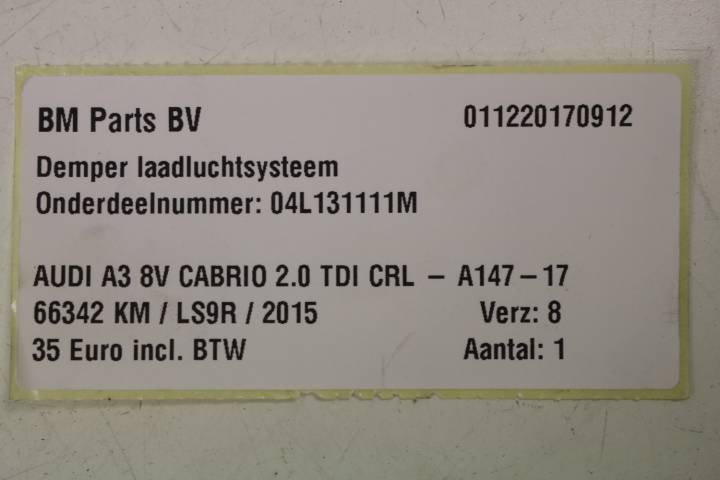 BM Parts BV 011220170912
Demper laadluchtsysteem
Onderdeelnummer: 04L131111M
AUDI A3 8V CABRIO 2.0 TDI CRL – A147-17
66342 KM / LS9R / 2015 Verz: 8
35 Euro incl. BTW Aantal: 1